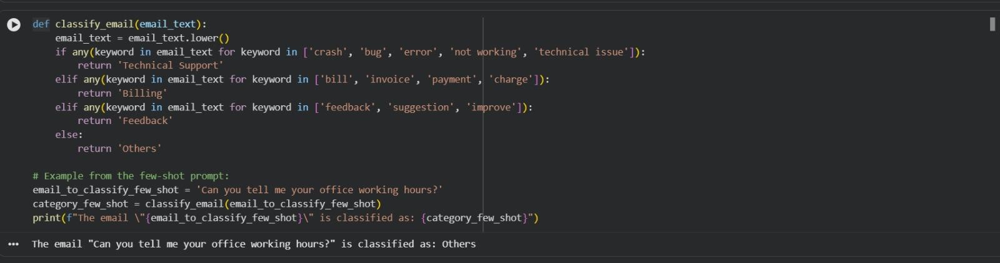 def classify_email(email_text):
    email_text = email_text.lower()
    if any(keyword in email_text for keyword in ['crash', 'bug', 'error', 'not working', 'technical issue']):
        return 'Technical Support'
    elif any(keyword in email_text for keyword in ['bill', 'invoice', 'payment', 'charge']):
        return 'Billing'
    elif any(keyword in email_text for keyword in ['feedback', 'suggestion', 'improve']):
        return 'Feedback'
    else:
        return 'Others'
# Example from the few-shot prompt:
email_to_classify_few_shot = 'Can you tell me your office working hours?'
category_few_shot = classify_email(email_to_classify_few_shot)
print(f"The email \"{email_to_classify_few_shot}\" is classified as: {category_few_shot}")
The email "Can you tell me your office working hours?" is classified as: Others